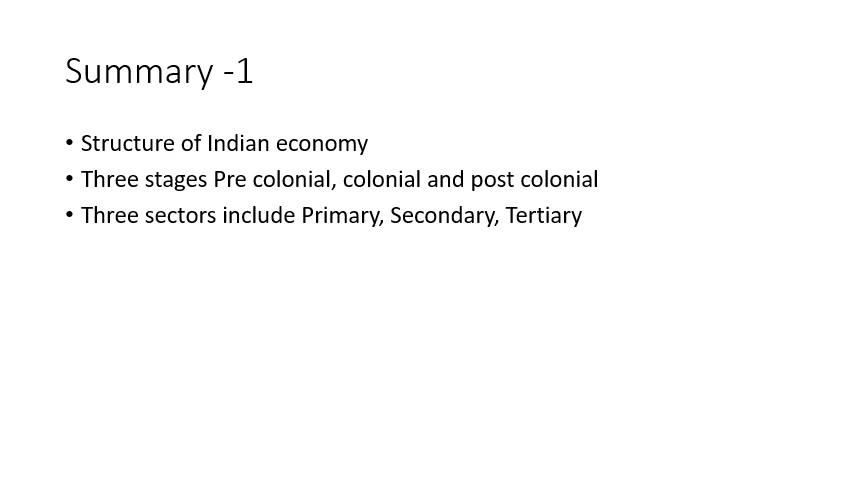 Summary -1
• Structure of Indian economy
• Three stages Pre colonial, colonial and post colonial
• Three sectors include Primary, Secondary, Tertiary